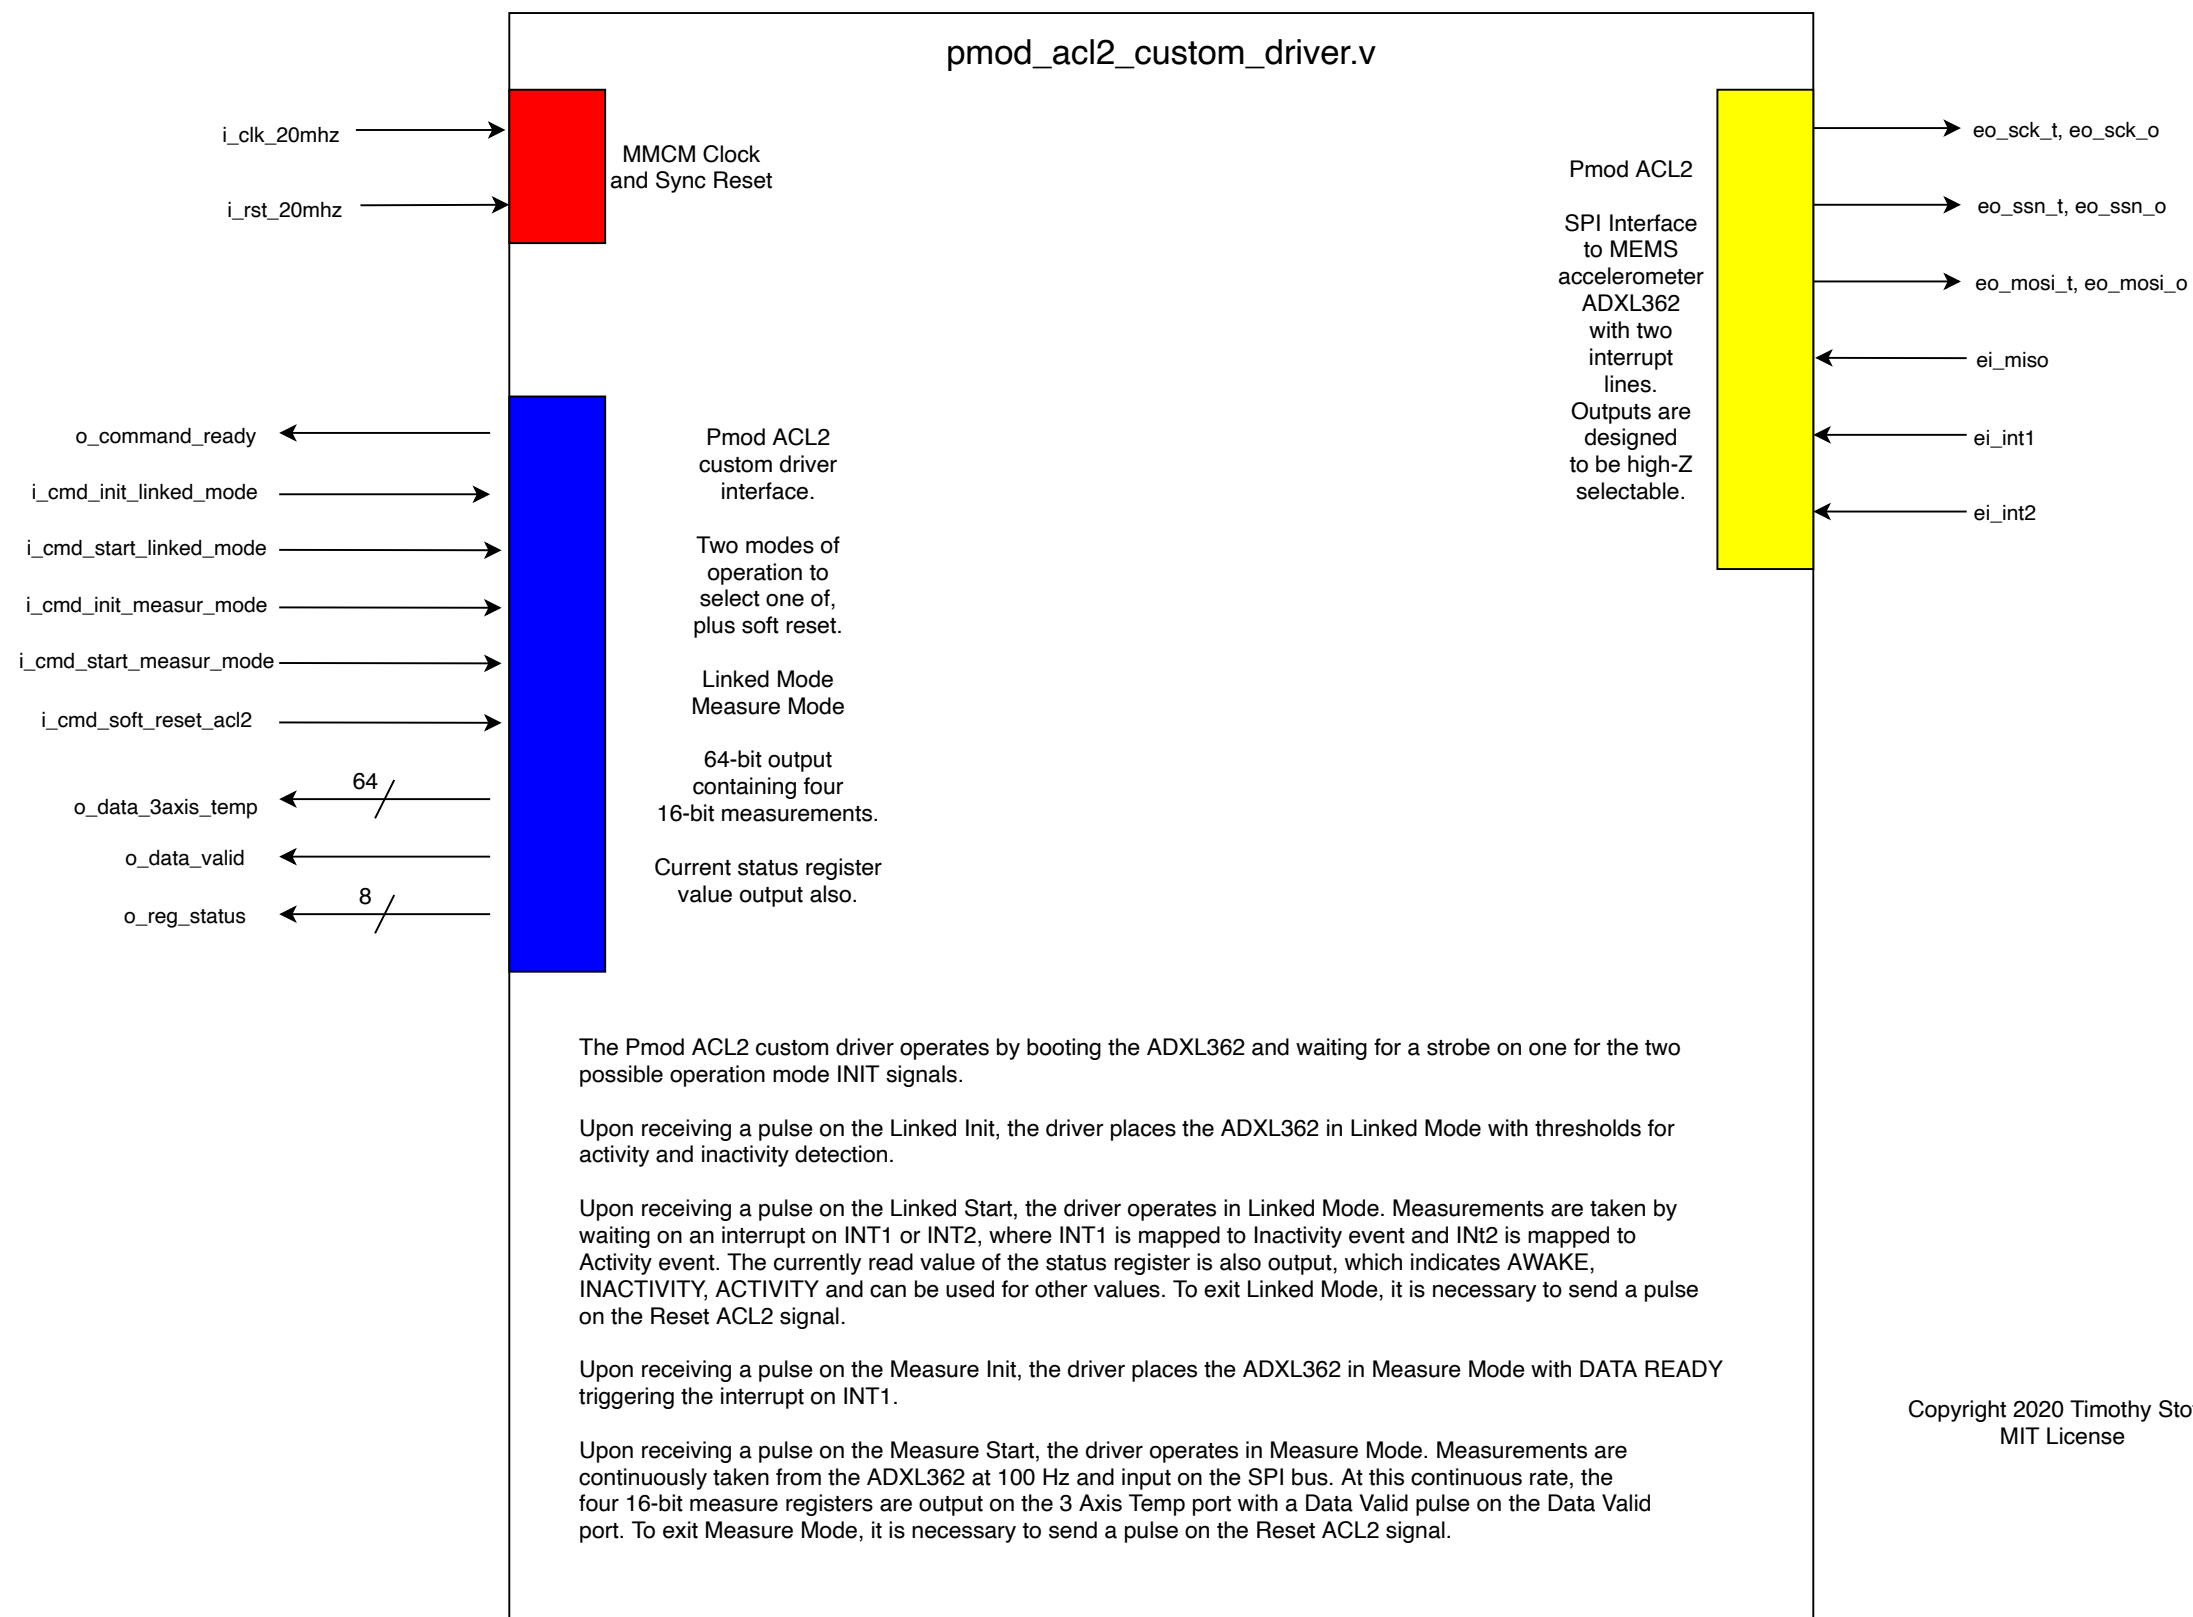 pmod_acl2_custom_driver.v
i_clk_20mhz
i_rst_20mhz
MMCM Clock
and Sync Reset
eo_sck_t, eo_sck_o
eo_ssn_t, eo_ssn_o
eo_mosi_t, eo_mosi_o
ei_miso
ei_int1
ei_int2
Pmod ACL2
SPI Interface
to MEMS
accelerometer
ADXL362
with two
interrupt
lines.
Outputs are
designed
to be high-Z
selectable.
o_command_ready
i_cmd_init_linked_mode
i_cmd_start_linked_mode
i_cmd_init_measur_mode
i_cmd_start_measur_mode
i_cmd_soft_reset_acl2
64
o_data_3axis_temp
o_data_valid
8
o_reg_status
Pmod ACL2
custom driver
interface.
Two modes of
operation to
select one of,
plus soft reset.
Linked Mode
Measure Mode
64-bit output
containing four
16-bit measurements.
Current status register
value output also.
The Pmod ACL2 custom driver operates by booting the ADXL362 and waiting for a strobe on one for the two
possible operation mode INIT signals.
Upon receiving a pulse on the Linked Init, the driver places the ADXL362 in Linked Mode with thresholds for
activity and inactivity detection.
Upon receiving a pulse on the Linked Start, the driver operates in Linked Mode. Measurements are taken by
waiting on an interrupt on INT1 or INT2, where INT1 is mapped to Inactivity event and INt2 is mapped to
Activity event. The currently read value of the status register is also output, which indicates AWAKE,
INACTIVITY, ACTIVITY and can be used for other values. To exit Linked Mode, it is necessary to send a pulse
on the Reset ACL2 signal.
Upon receiving a pulse on the Measure Init, the driver places the ADXL362 in Measure Mode with DATA READY
triggering the interrupt on INT1.
Upon receiving a pulse on the Measure Start, the driver operates in Measure Mode. Measurements are
continuously taken from the ADXL362 at 100 Hz and input on the SPI bus. At this continuous rate, the
four 16-bit measure registers are output on the 3 Axis Temp port with a Data Valid pulse on the Data Valid
port. To exit Measure Mode, it is necessary to send a pulse on the Reset ACL2 signal.
Copyright 2020 Timothy
MIT License